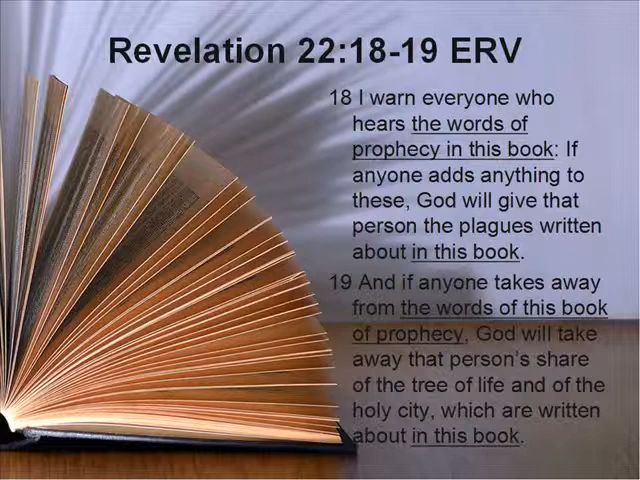 Revelation 22:18-19 ERV
18 I warn everyone who
hears the words of
prophecy in this book: If
anyone adds anything to
these, God will give that
person the plagues written
about in this book.
19 And if anyone takes away
from the words of this book
of prophecy, God will take
away that person's share
of the tree of life and of the
holy city, which are written
about in this book.